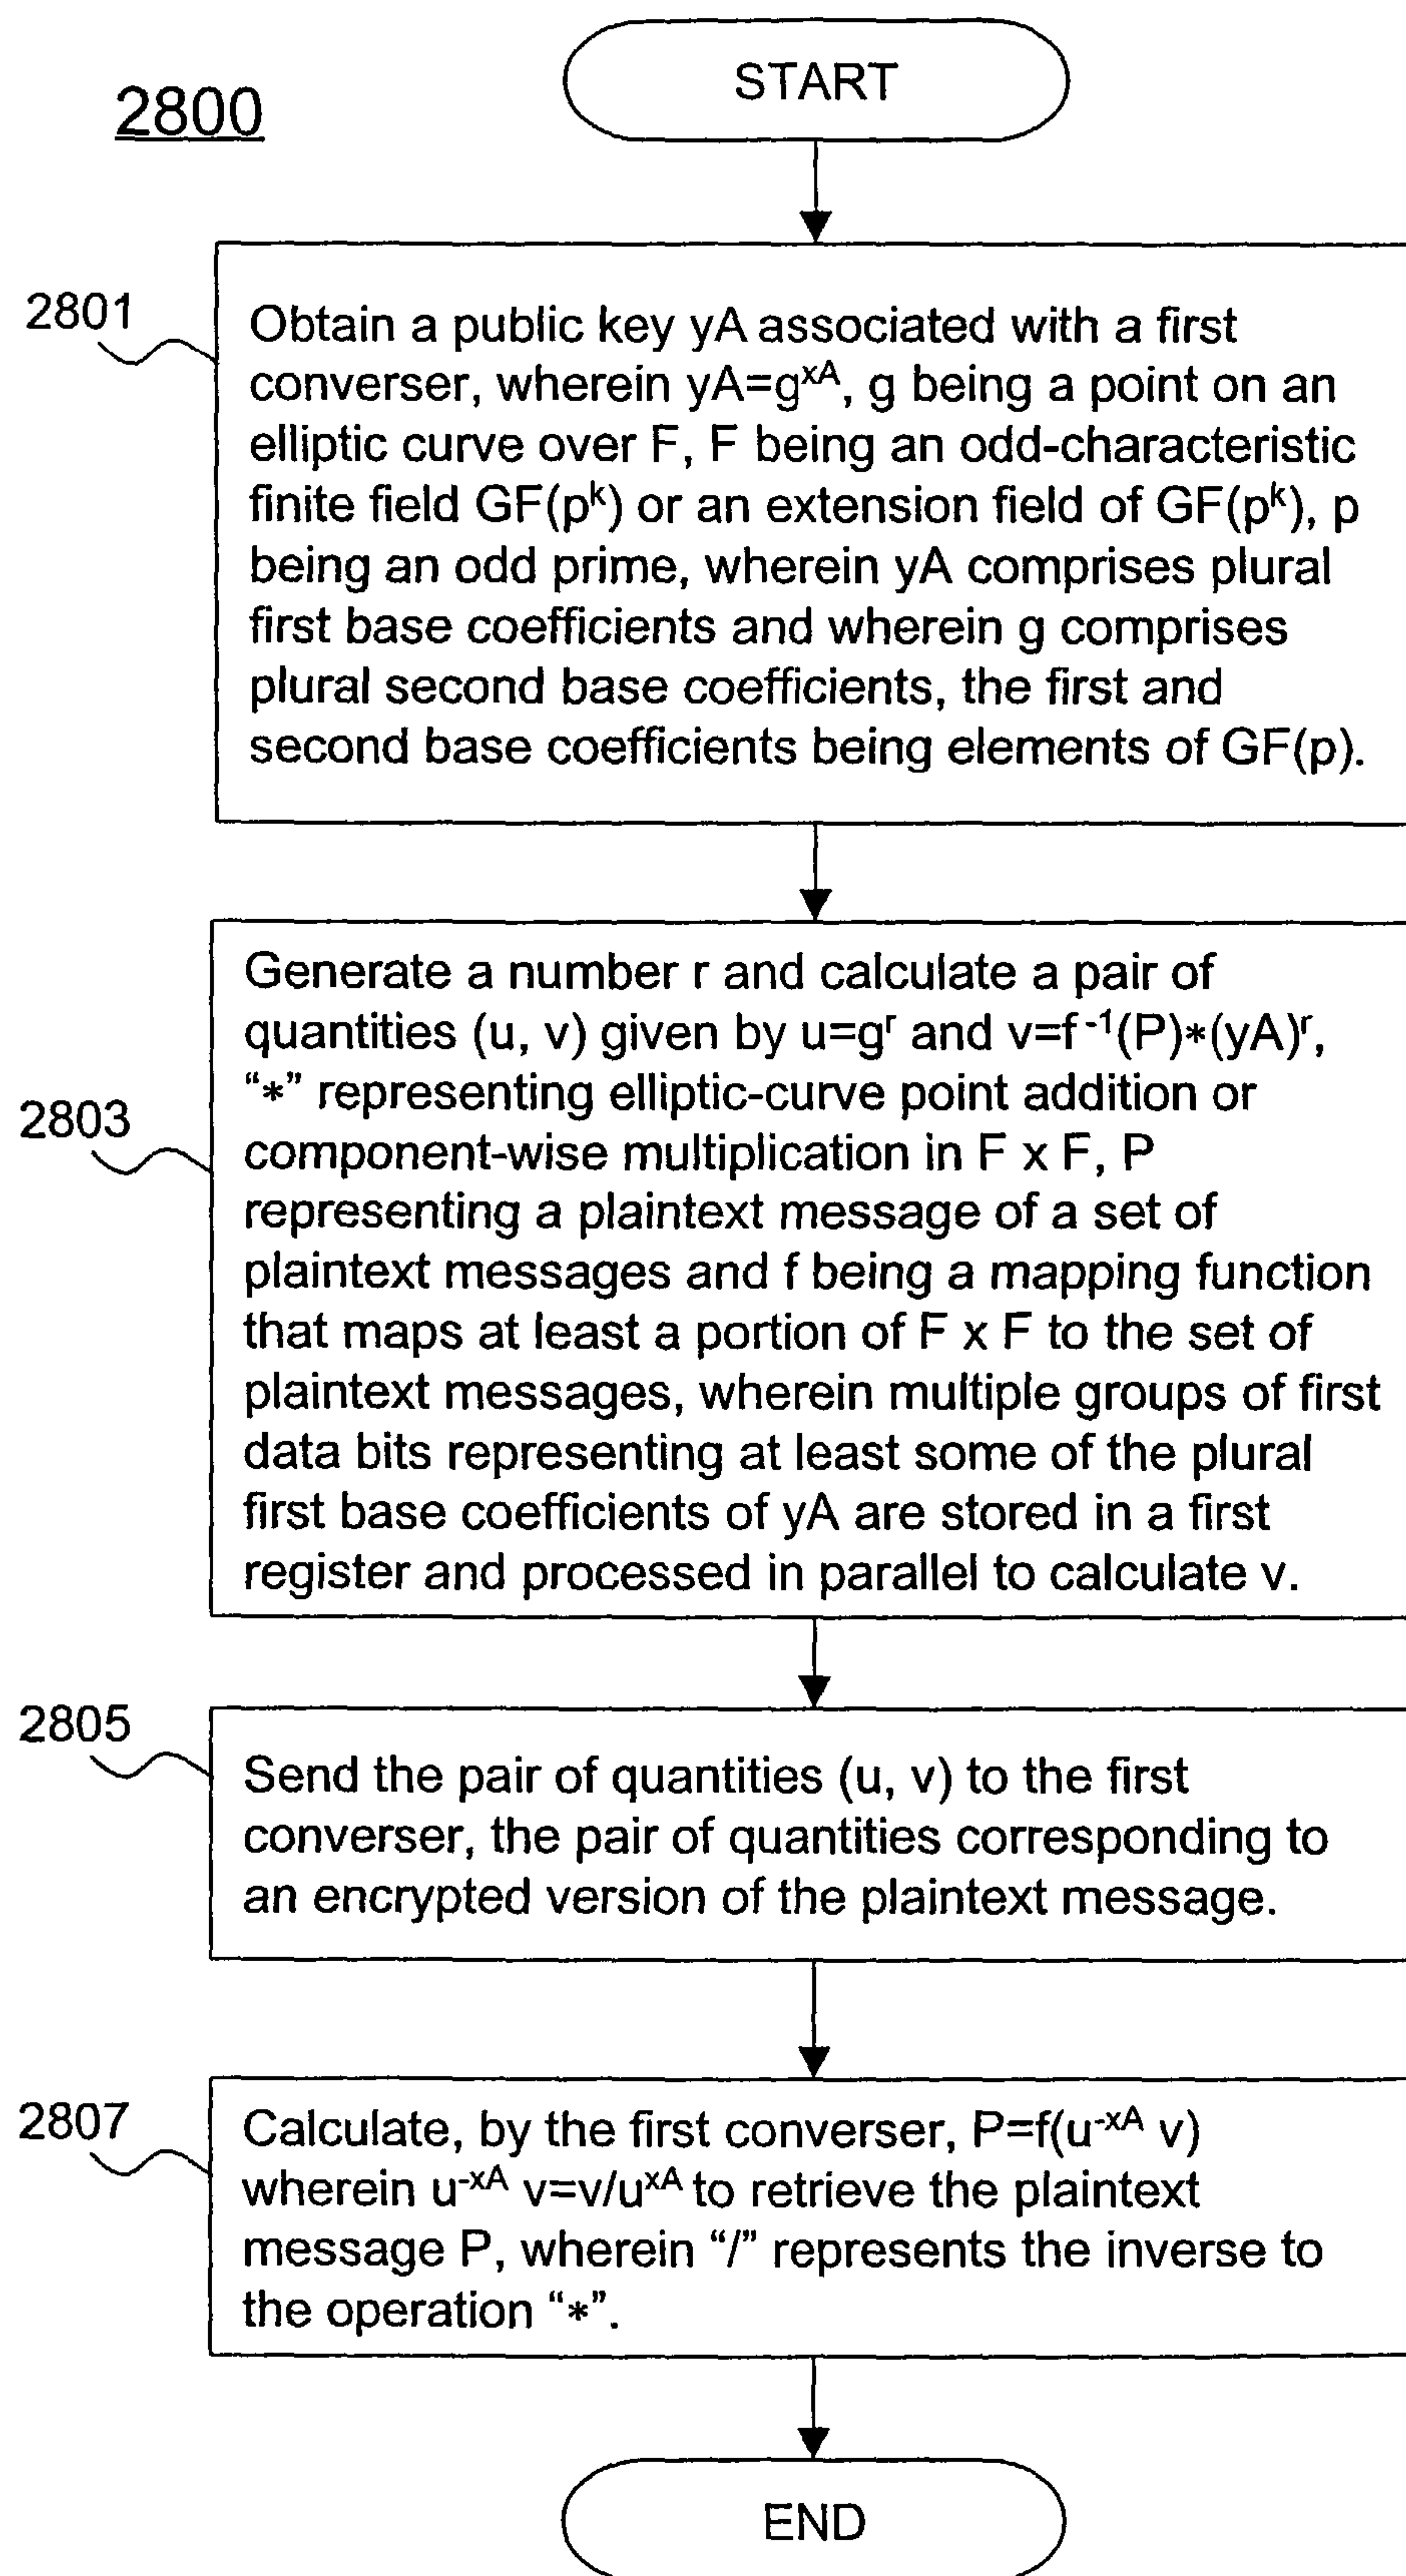 START
2800
2801
Obtain a public key yA associated with a first
converser, wherein yA=g^xA, g being a point on an
elliptic curve over F, F being an odd-characteristic
finite field GF(p^k) or an extension field of GF(p^k), p
being an odd prime, wherein yA comprises plural
first base coefficients and wherein g comprises
plural second base coefficients, the first and
second base coefficients being elements of GF(p).
2803
Generate a number r and calculate a pair of
quantities (u, v) given by u=g^r and v=f^-1(P)*(yA)^r,
“*” representing elliptic-curve point addition or
component-wise multiplication in F x F, P
representing a plaintext message of a set of
plaintext messages and f being a mapping function
that maps at least a portion of F x F to the set of
plaintext messages, wherein multiple groups of first
data bits representing at least some of the plural
first base coefficients of yA are stored in a first
register and processed in parallel to calculate v.
2805
Send the pair of quantities (u, v) to the first
converser, the pair of quantities corresponding to
an encrypted version of the plaintext message.
2807
Calculate, by the first converser, P=f(u^-xA v)
wherein u^-xA v=v/u^xA to retrieve the plaintext
message P, wherein “/” represents the inverse to
the operation “*”.
END